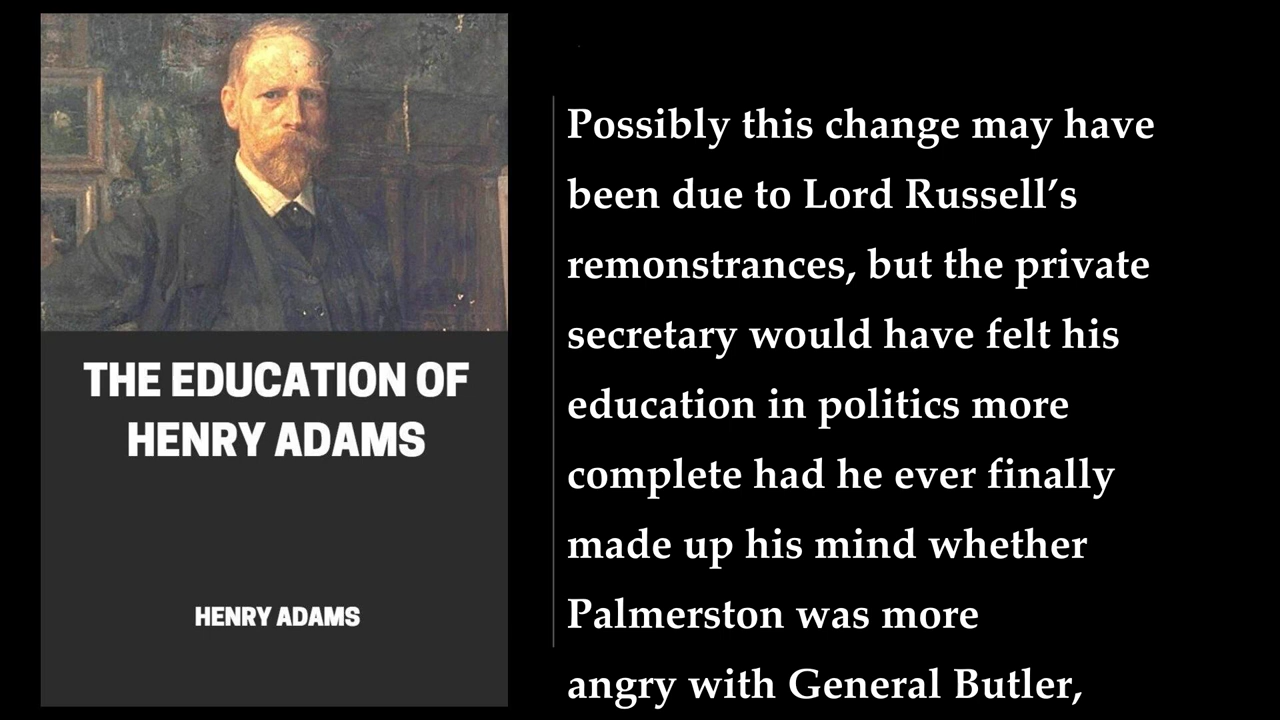 THE EDUCATION OF
HENRY ADAMS
HENRY ADAMS
Possibly this change may have
been due to Lord Russell’s
remonstrances, but the private
secretary would have felt his
education in politics more
complete had he ever finally
made up his mind whether
Palmerston was more
angry with General Butler,